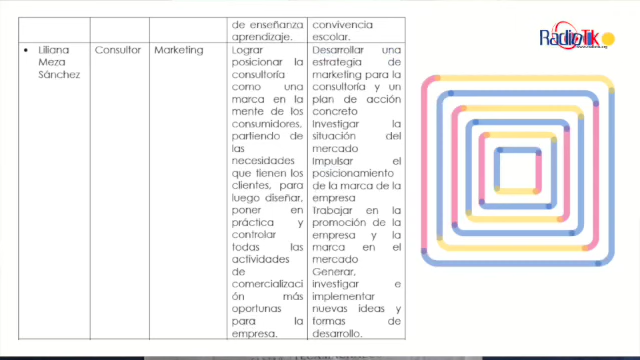 de enseñanza
aprendizaje.
convivencia
escolar.
• Liliana
Meza
Sánchez
Consultor
Marketing
Lograr
posicionar la
consultoría
como una
marca en la
mente de los
consumidores,
partiendo de
las
necesidades
que tienen los
clientes, para
luego diseñar,
poner en
práctica y
controlar
todas las
actividades
de
comercializaci
ón más
oportunas
para la
empresa.
Desarrollar una
estrategia de
marketing para la
consultoría y un
plan de acción
concreto
Investigar la
situación del
mercado
Impulsar el
posicionamiento
de la marca de la
empresa
Trabajar en la
promoción de la
empresa y la
marca en el
mercado
Generar,
investigar e
implementar
nuevas ideas y
formas de
desarrollo.
RadioTik